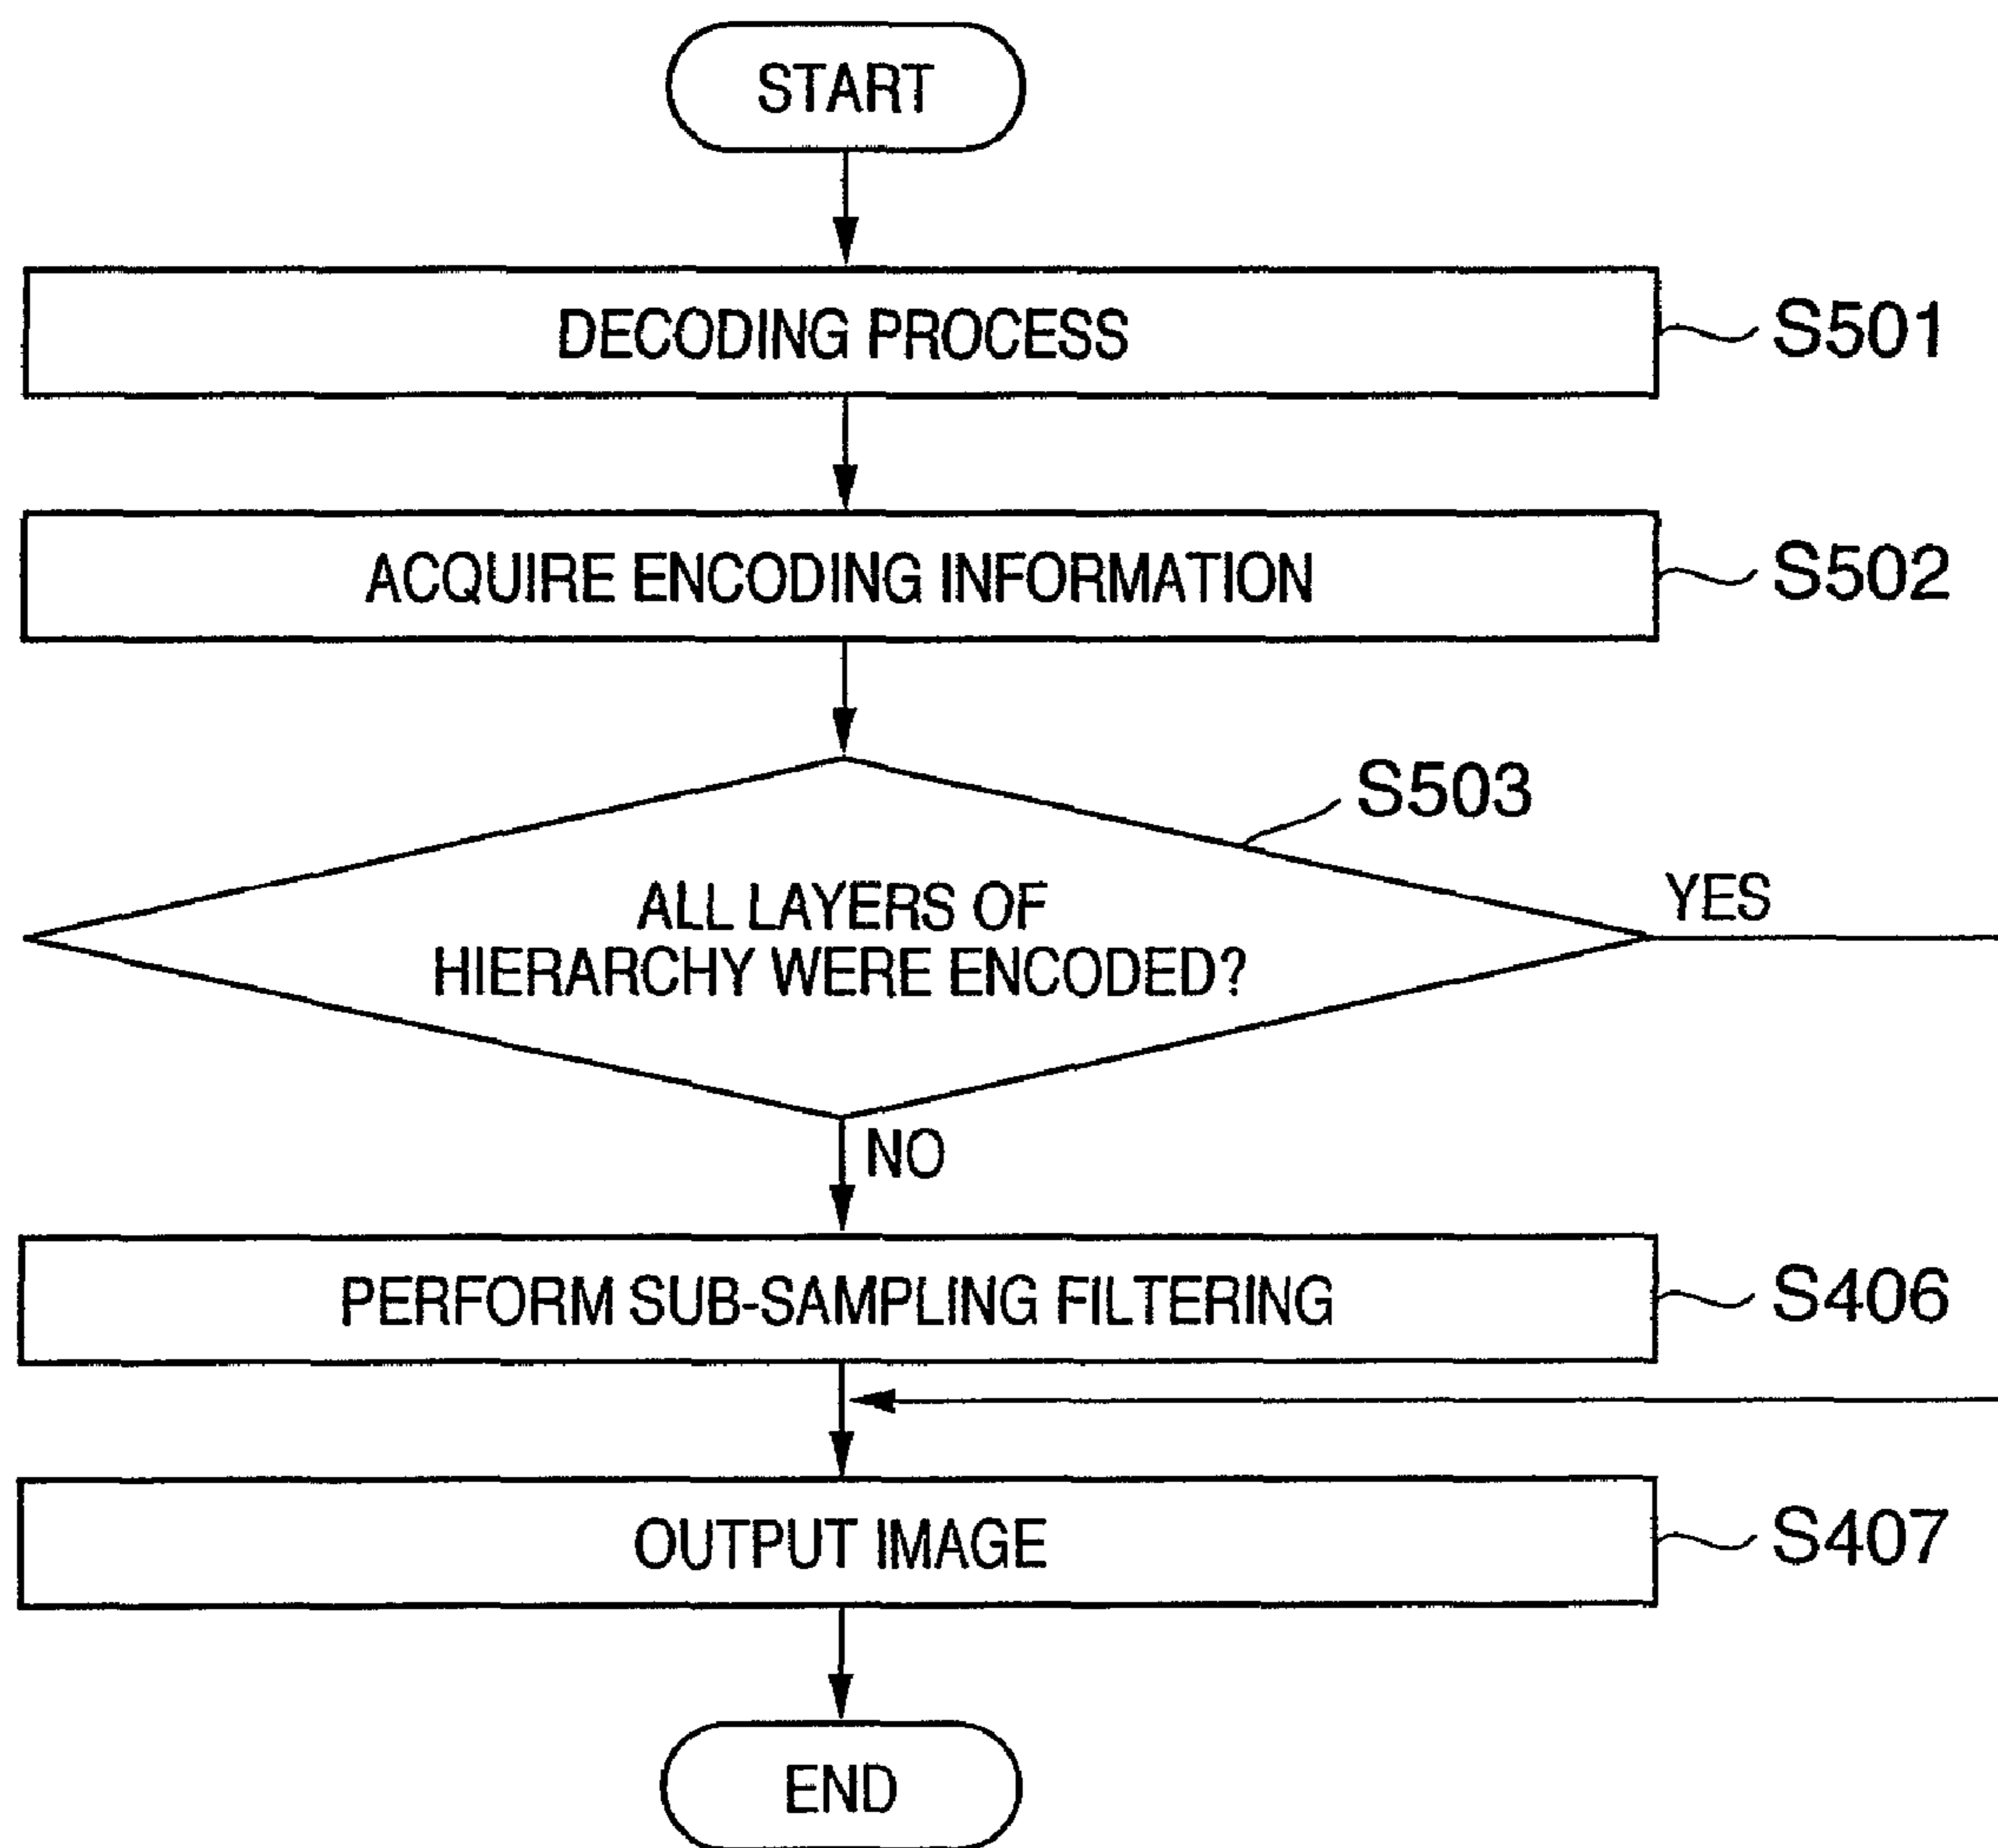 START
DECODING PROCESS
S501
ACQUIRE ENCODING INFORMATION
S502
S503
ALL LAYERS OF
HIERARCHY WERE ENCODED?
YES
NO
PERFORM SUB-SAMPLING FILTERING
S406
OUTPUT IMAGE
S407
END